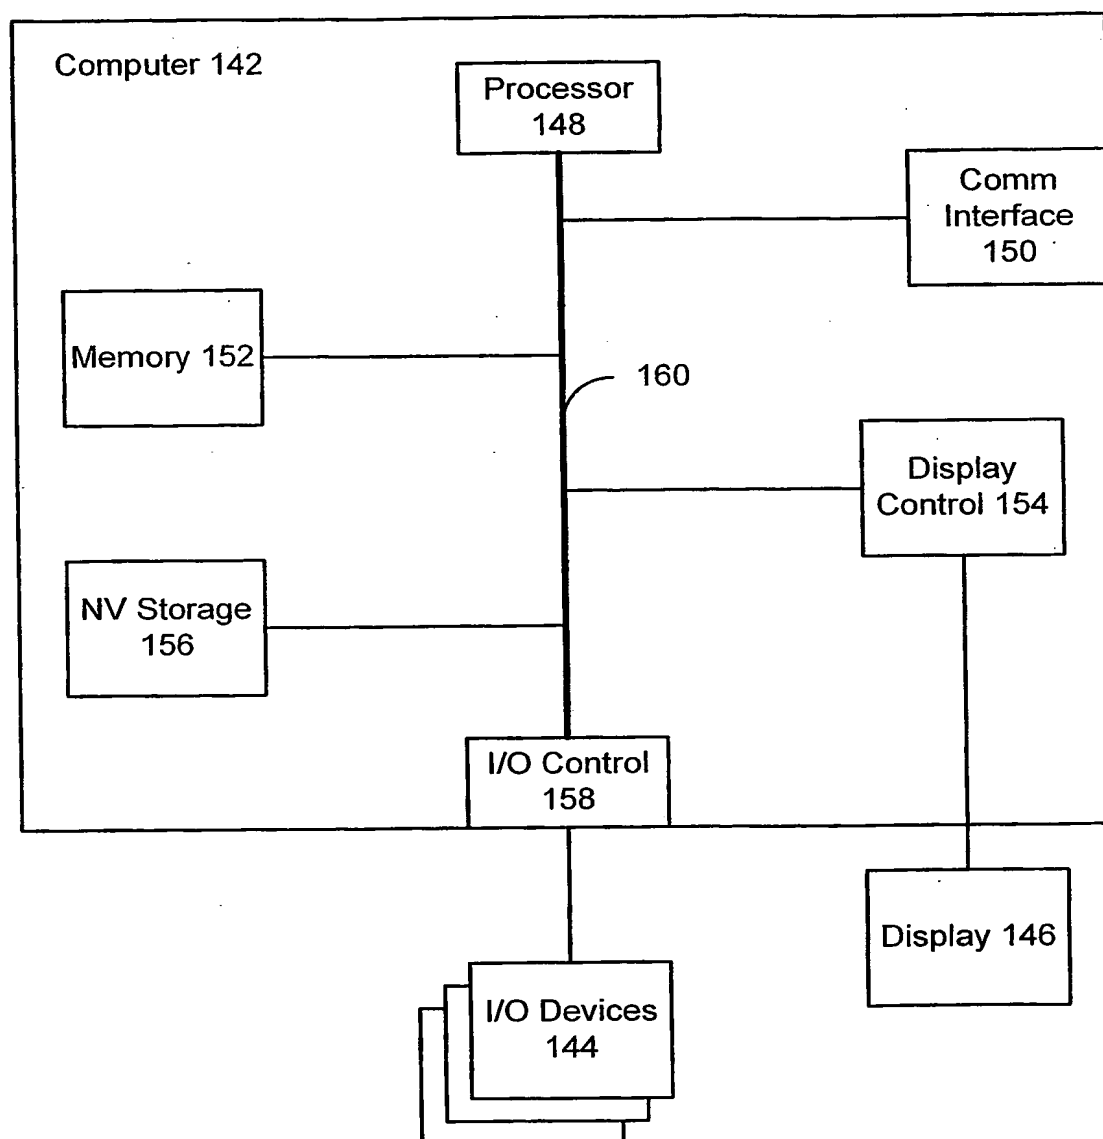 Computer 142
Processor
148
Comm
Interface
150
Memory 152
160
Display
Control 154
NV Storage
156
I/O Control
158
Display 146
I/O Devices
144